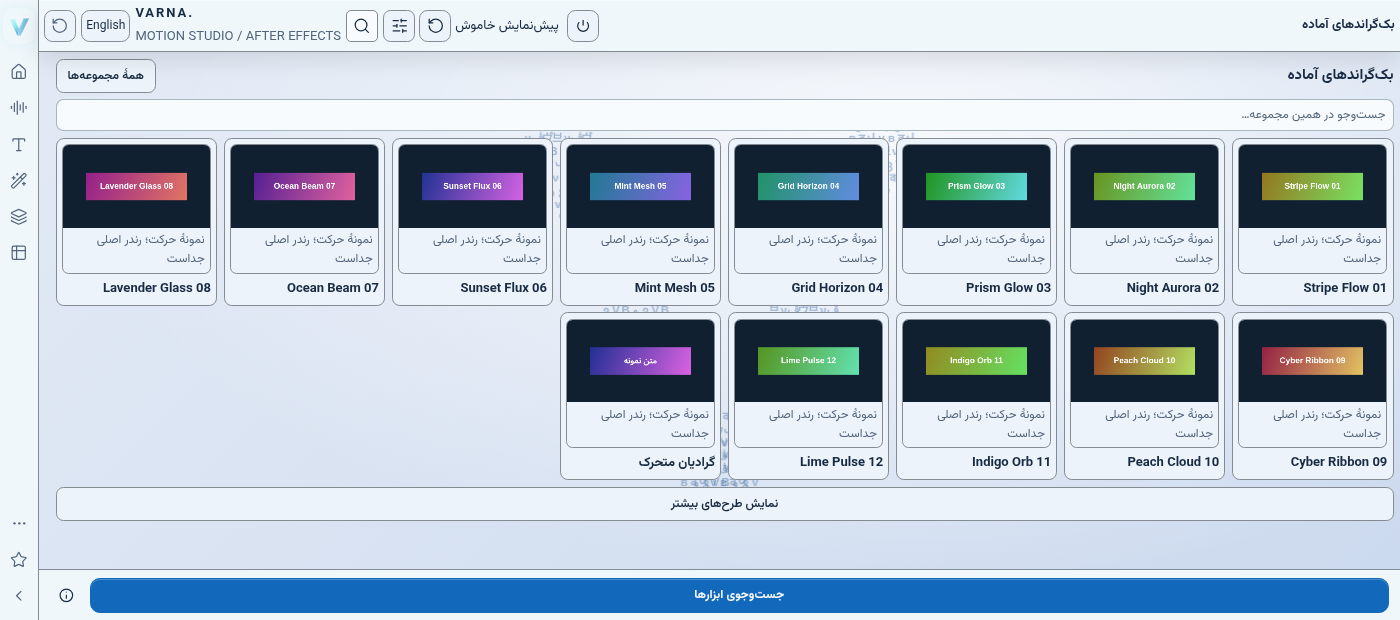 بک‌گراندهای آماده
پیش‌نمایش خاموش
VARNA.
MOTION STUDIO / AFTER EFFECTS
English
بک‌گراندهای آماده
همهٔ مجموعه‌ها
جست‌وجو در همین مجموعه…
Stripe Flow 01
نمونهٔ حرکت؛ رندر اصلی
جداست
Stripe Flow 01
Night Aurora 02
نمونهٔ حرکت؛ رندر اصلی
جداست
Night Aurora 02
Prism Glow 03
نمونهٔ حرکت؛ رندر اصلی
جداست
Prism Glow 03
Grid Horizon 04
نمونهٔ حرکت؛ رندر اصلی
جداست
Grid Horizon 04
Mint Mesh 05
نمونهٔ حرکت؛ رندر اصلی
جداست
Mint Mesh 05
Sunset Flux 06
نمونهٔ حرکت؛ رندر اصلی
جداست
Sunset Flux 06
Ocean Beam 07
نمونهٔ حرکت؛ رندر اصلی
جداست
Ocean Beam 07
Lavender Glass 08
نمونهٔ حرکت؛ رندر اصلی
جداست
Lavender Glass 08
Cyber Ribbon 09
نمونهٔ حرکت؛ رندر اصلی
جداست
Cyber Ribbon 09
Peach Cloud 10
نمونهٔ حرکت؛ رندر اصلی
جداست
Peach Cloud 10
Indigo Orb 11
نمونهٔ حرکت؛ رندر اصلی
جداست
Indigo Orb 11
Lime Pulse 12
نمونهٔ حرکت؛ رندر اصلی
جداست
Lime Pulse 12
متن نمونه
نمونهٔ حرکت؛ رندر اصلی
جداست
گرادیان متحرک
نمایش طرح‌های بیشتر
جست‌وجوی ابزارها